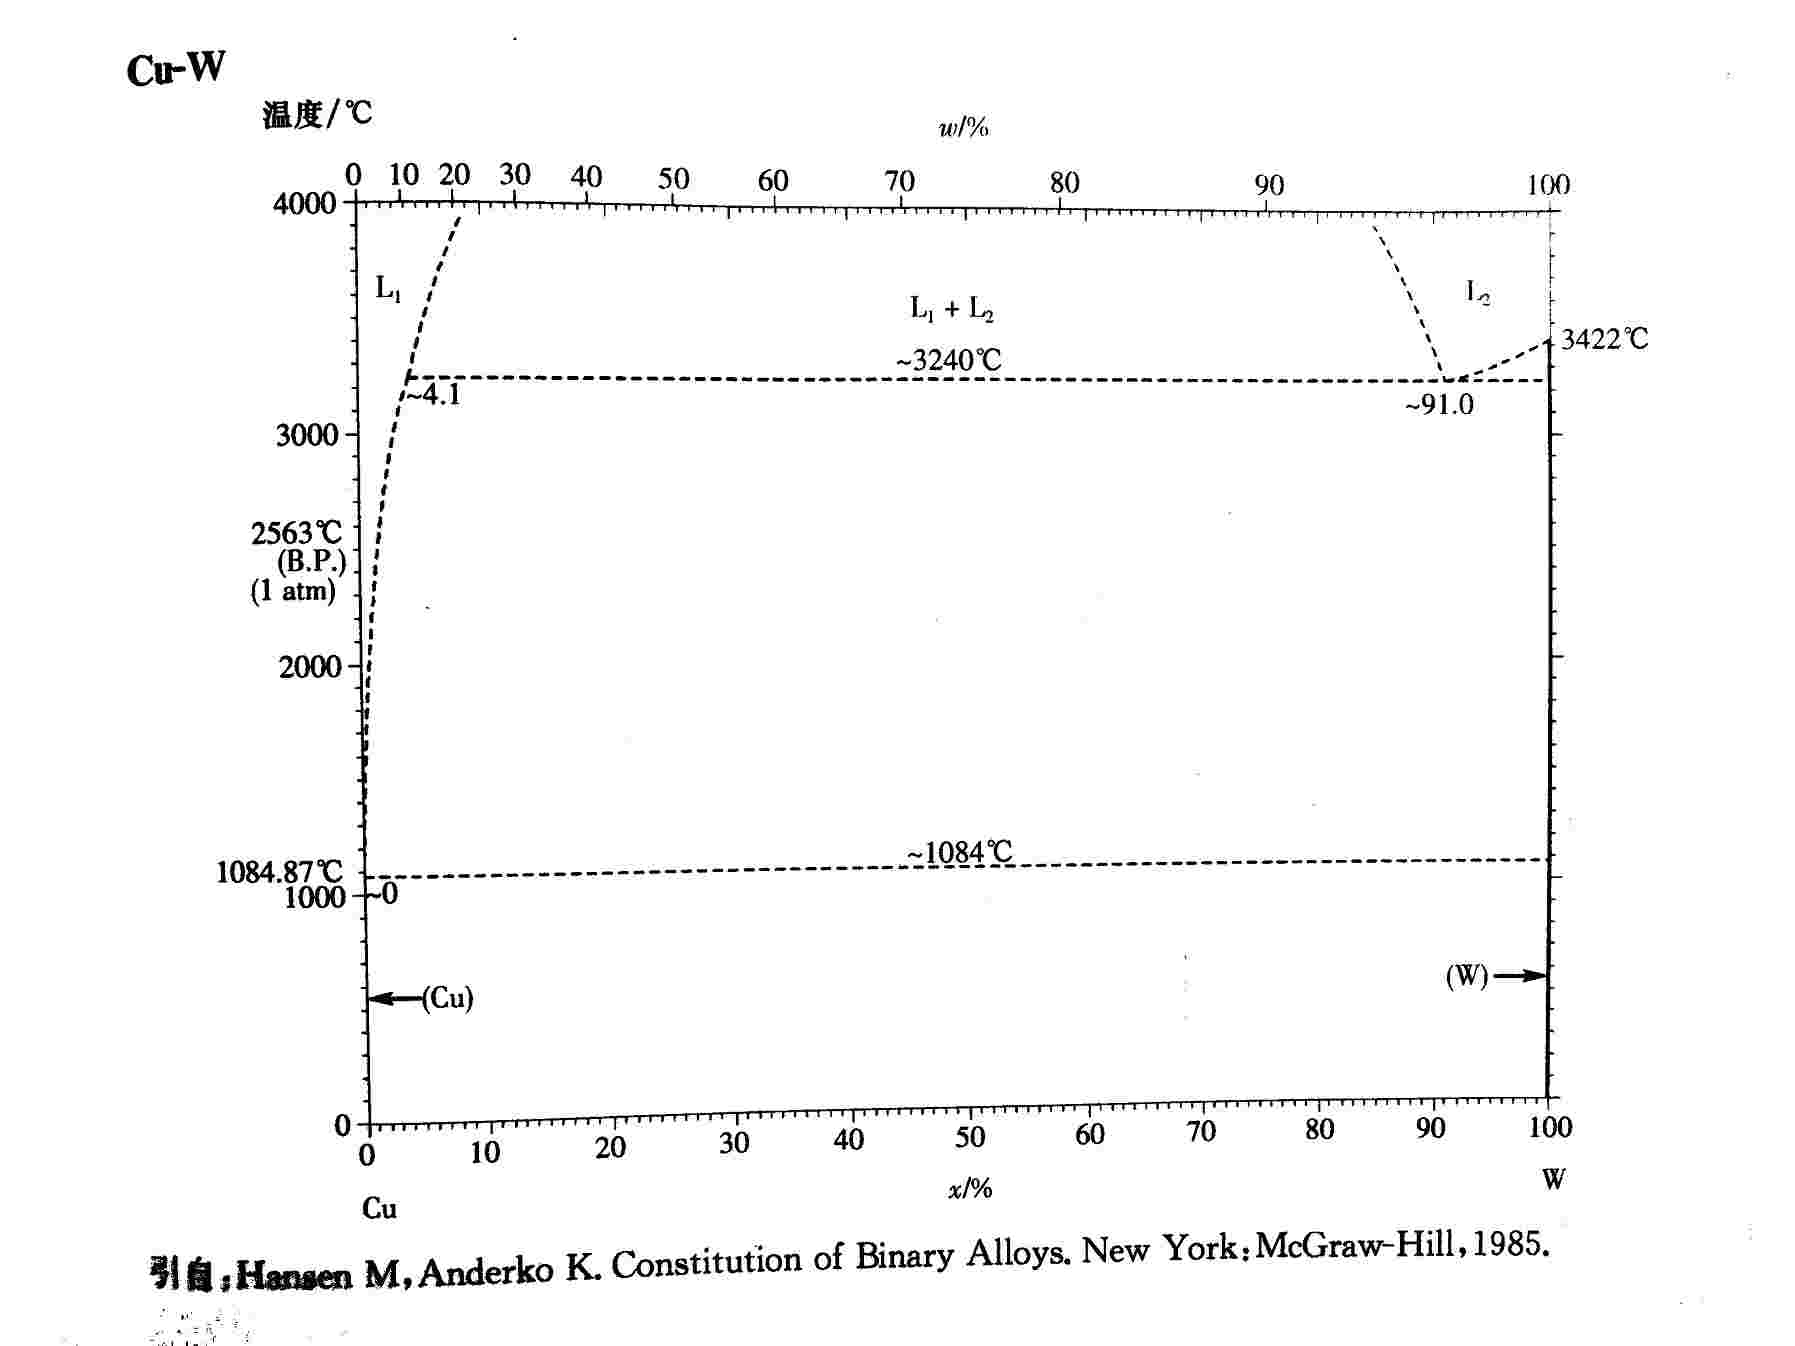 Cu-W
温度/℃
w/%
0 10 20 30 40 50 60 70 80 90 100
4000
L₁
L₁ + L₂
L₂
3422℃
~3240℃
~4.1
~91.0
3000
2563℃
(B.P.)
(1 atm)
2000
~1084℃
1084.87℃
1000
~0
(Cu)
(W)
0
0 10 20 30 40 50 60 70 80 90 100
x/%
Cu
W
引自:Hansen M,Anderko K. Constitution of Binary Alloys. New York:McGraw-Hill,1985.